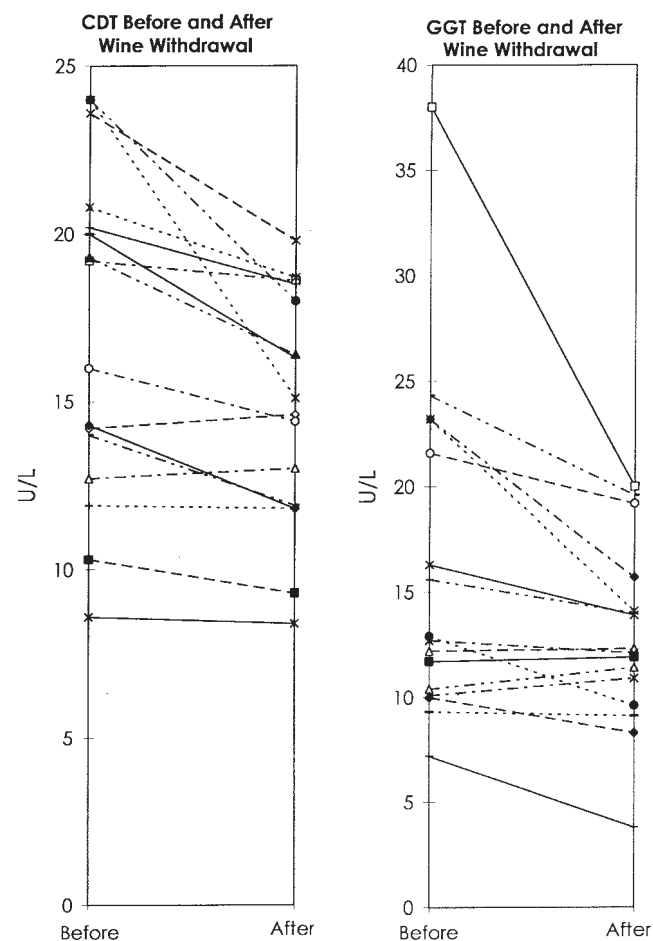 CDT Before and After
Wine Withdrawal
25
20
15
10
5
0
U/L
Before
After
GGT Before and After
Wine Withdrawal
40
35
30
25
20
15
10
5
0
U/L
Before
After